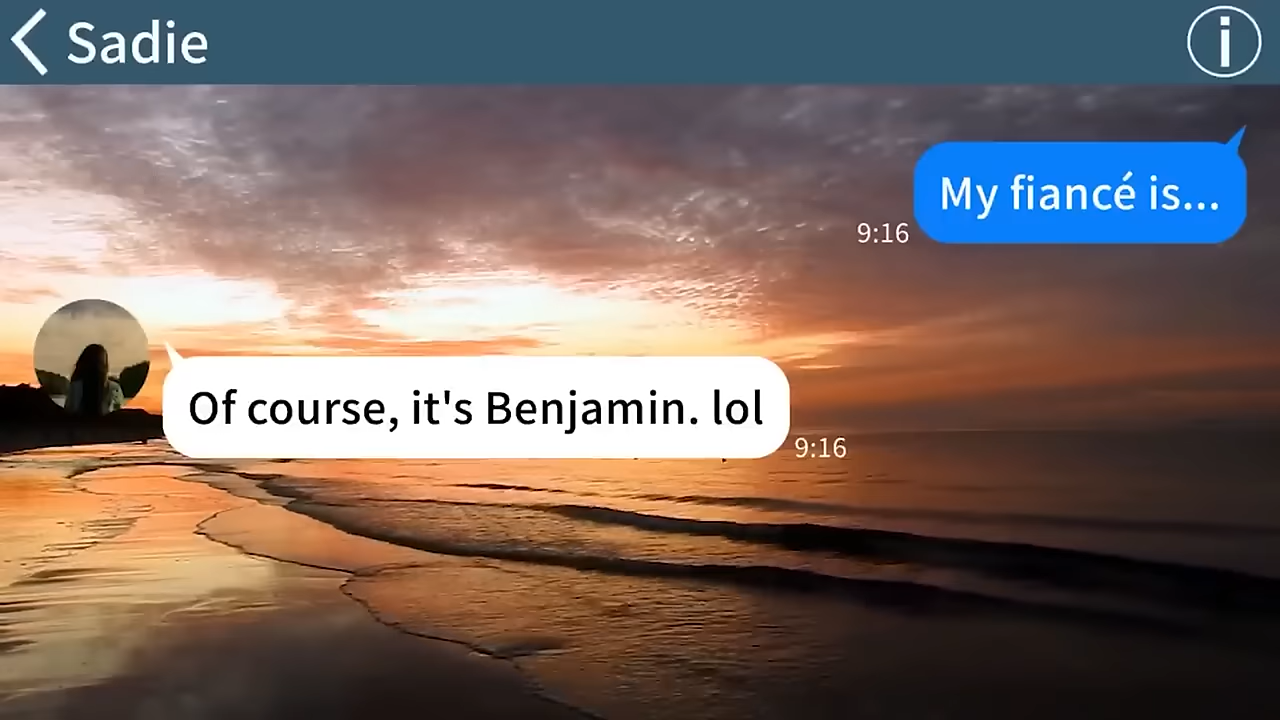 Sadie
My fiancé is...
9:16
Of course, it's Benjamin. lol
9:16